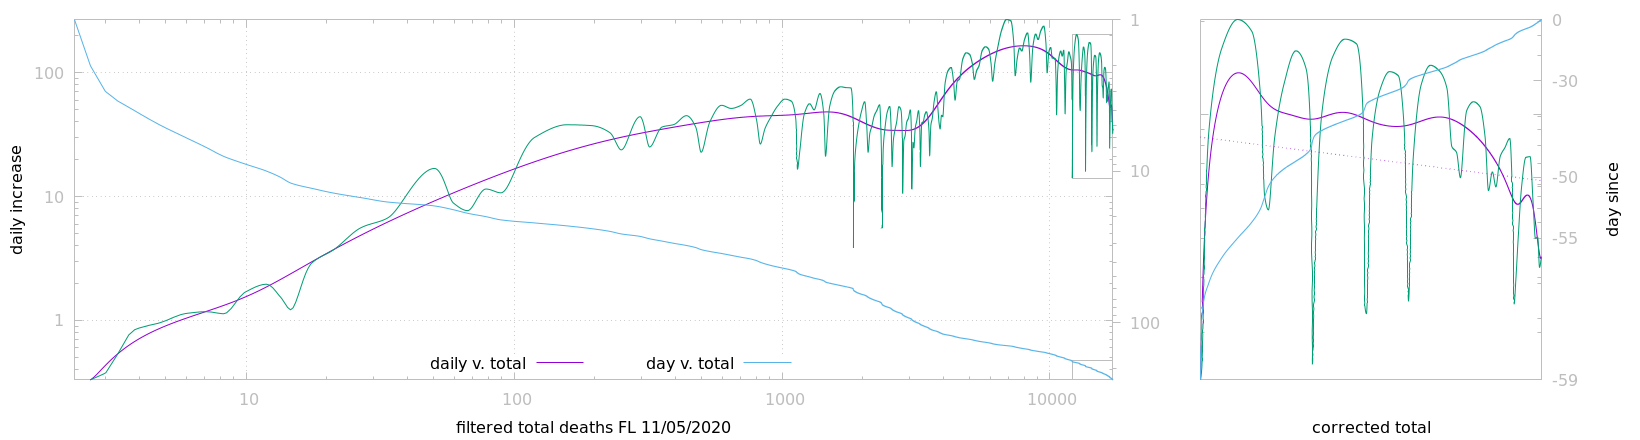 daily increase
100
10
1
10
100
1000
10000
filtered total deaths FL 11/05/2020
daily v. total
day v. total
1
10
100
0
-30
-50
-55
-59
day since
corrected total